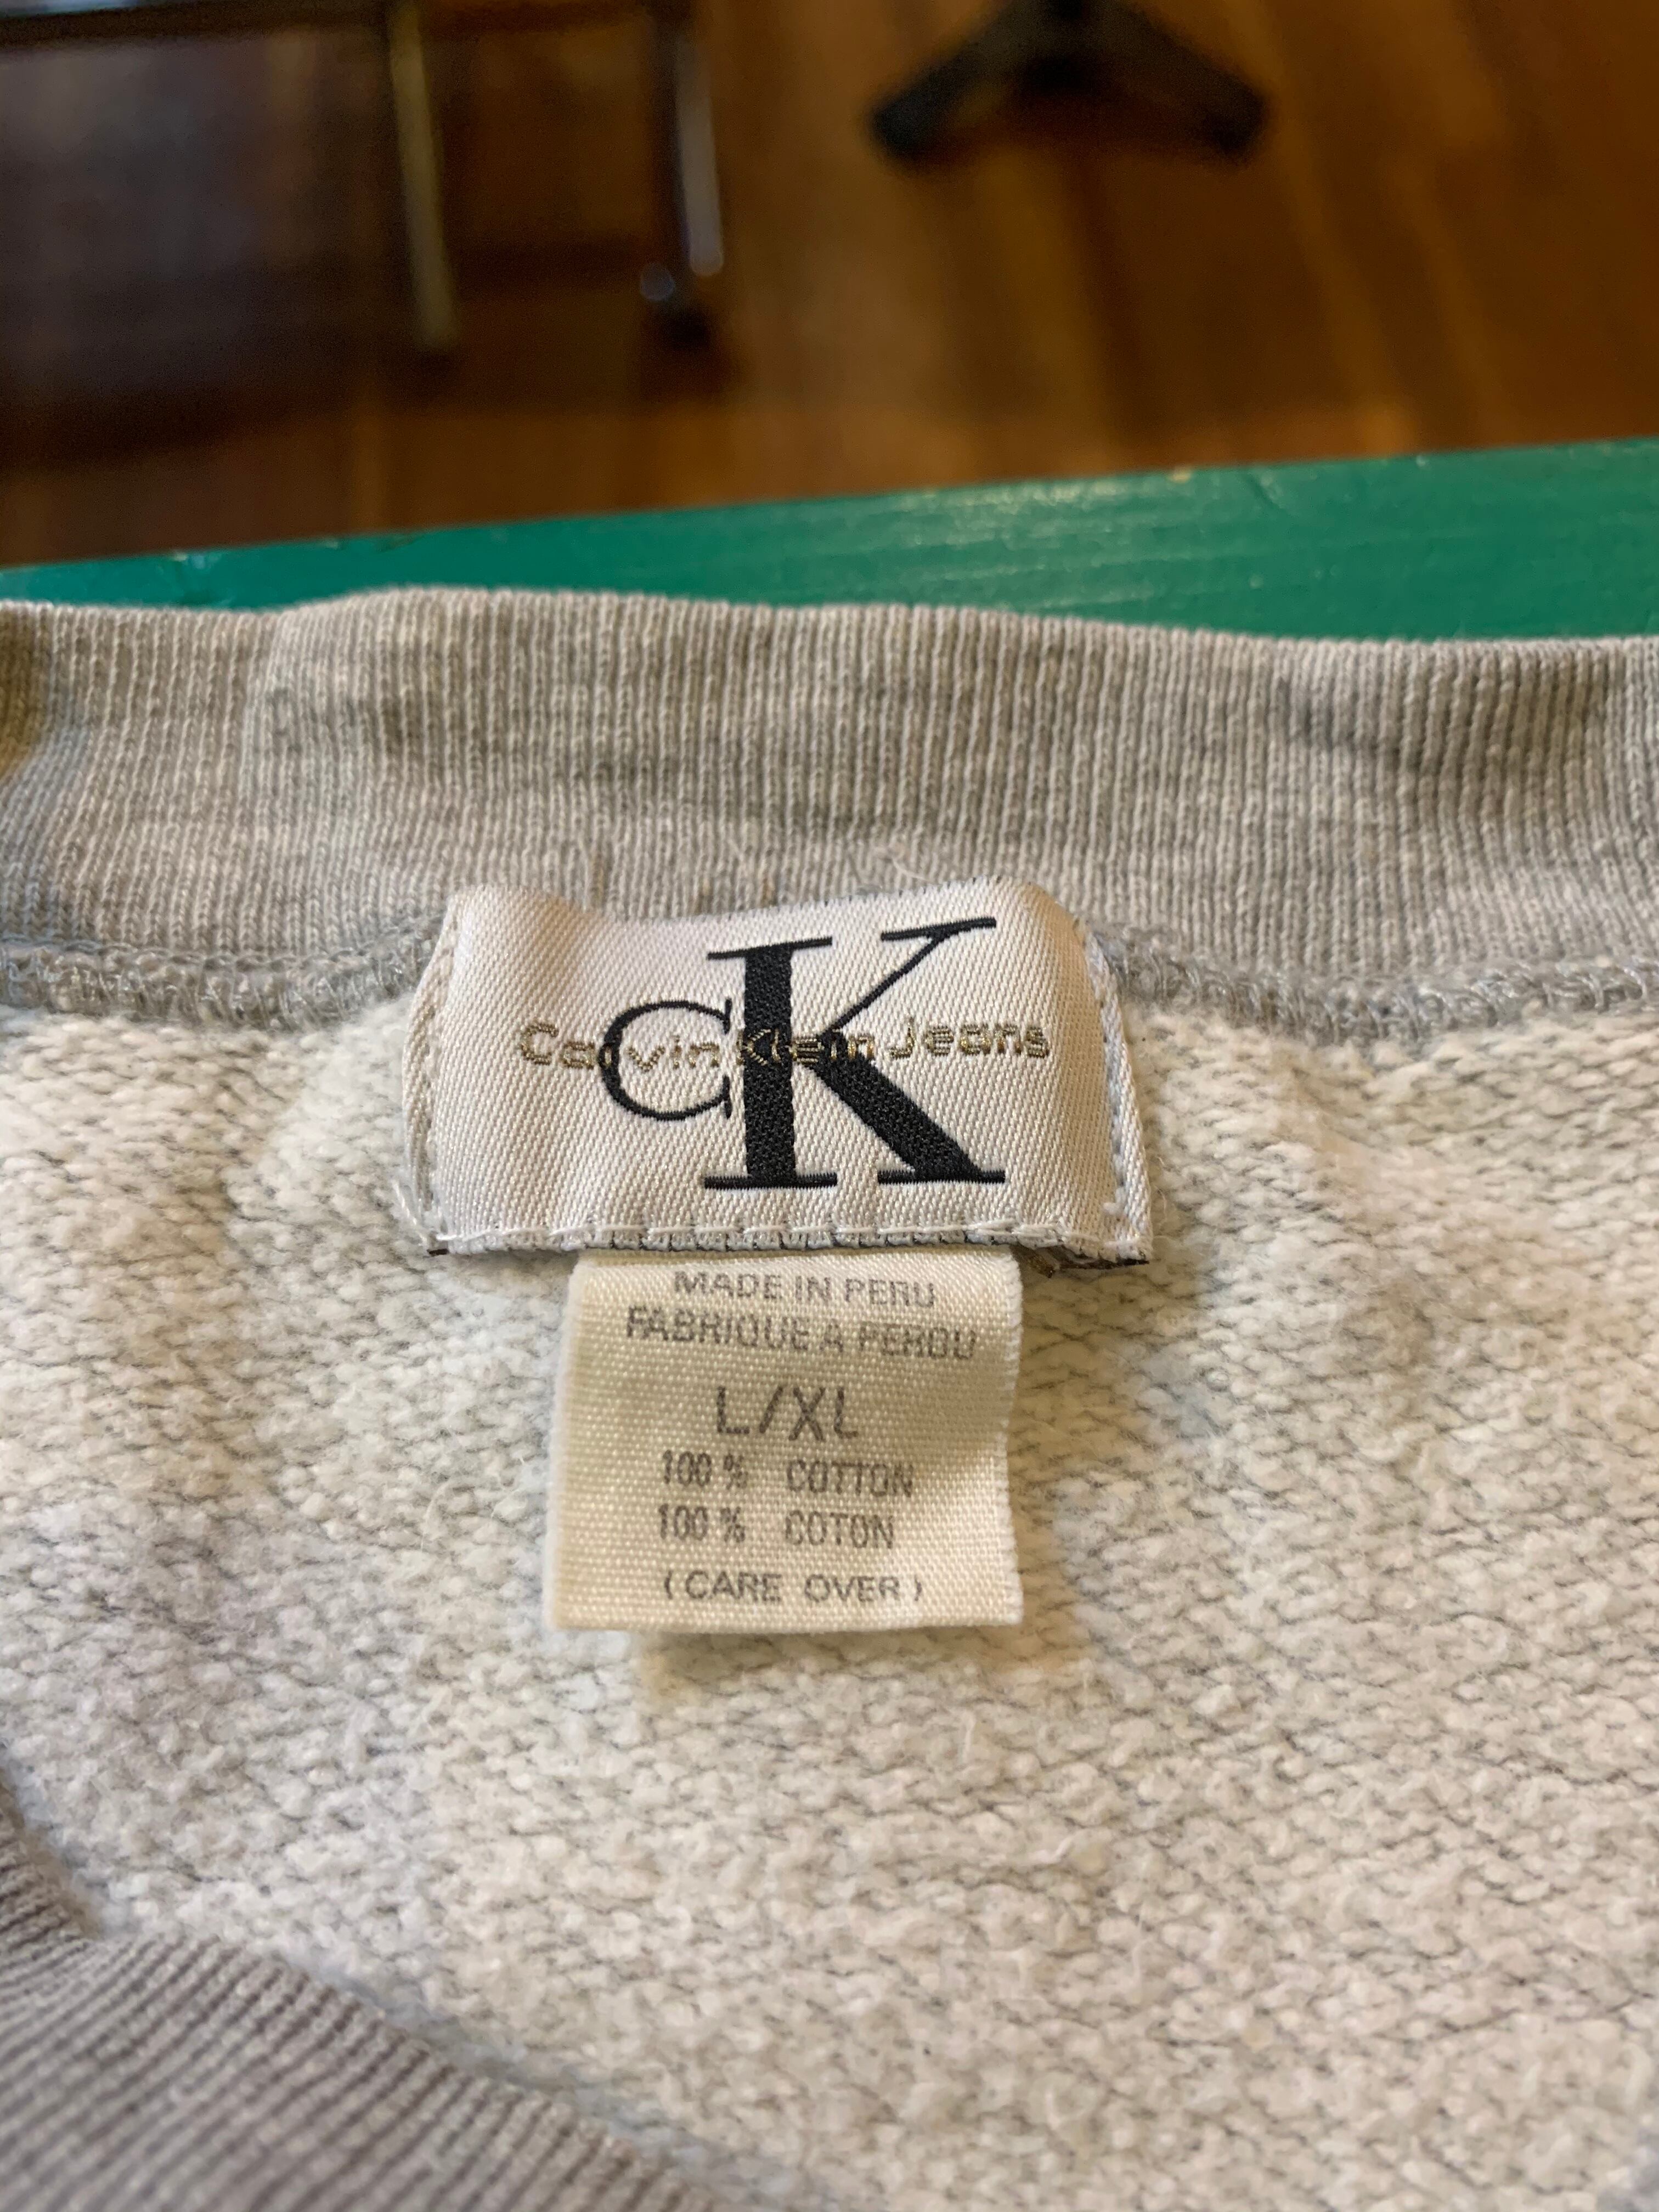 CK
Calvin Klein Jeans
MADE IN PERU
FABRIQUE A PEROU
L/XL
100 % COTTON
100 % COTON
(CARE OVER)